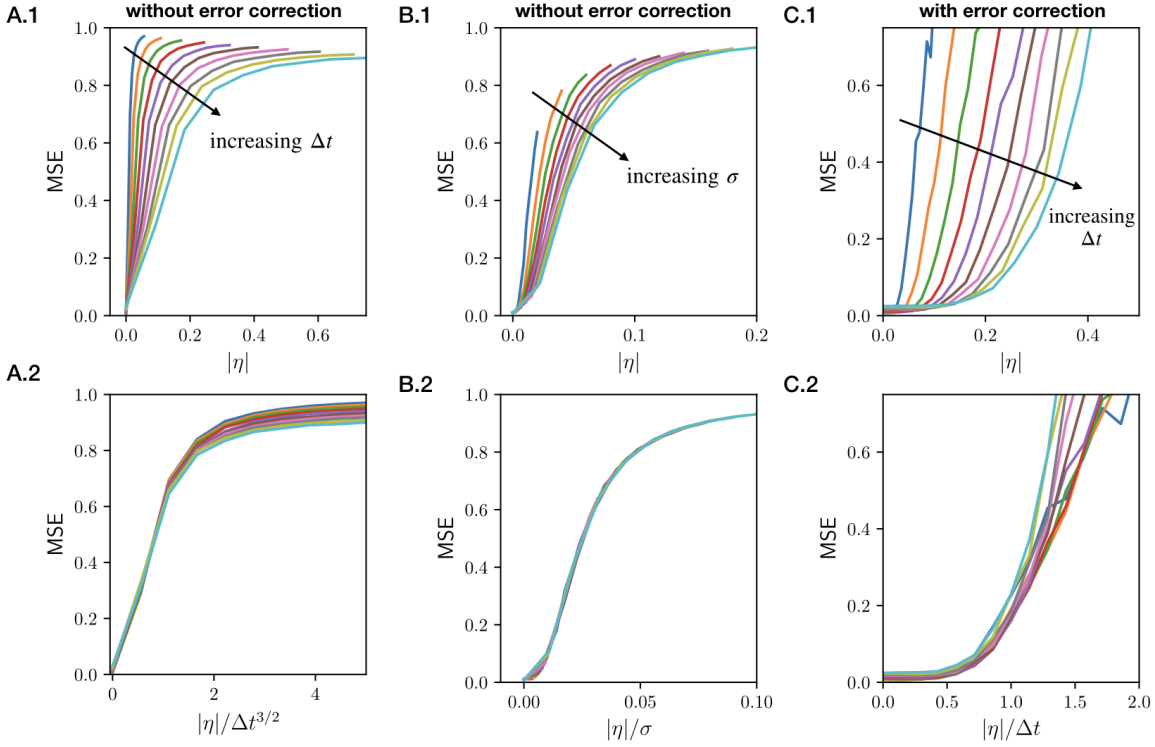 A.1
without error correction
1.0
0.8
0.6
0.4
0.2
0.0
MSE
increasing Δt
0.0
0.2
0.4
0.6
|η|
B.1
without error correction
1.0
0.8
0.6
0.4
0.2
0.0
MSE
increasing σ
0.0
0.1
0.2
|η|
C.1
with error correction
0.6
0.4
0.2
0.0
MSE
increasing
Δt
0.0
0.2
0.4
|η|
A.2
1.0
0.8
0.6
0.4
0.2
0.0
MSE
0
2
4
|η|/Δt^{3/2}
B.2
1.0
0.8
0.6
0.4
0.2
0.0
MSE
0.00
0.05
0.10
|η|/σ
C.2
0.6
0.4
0.2
0.0
MSE
0.0
0.5
1.0
1.5
2.0
|η|/Δt